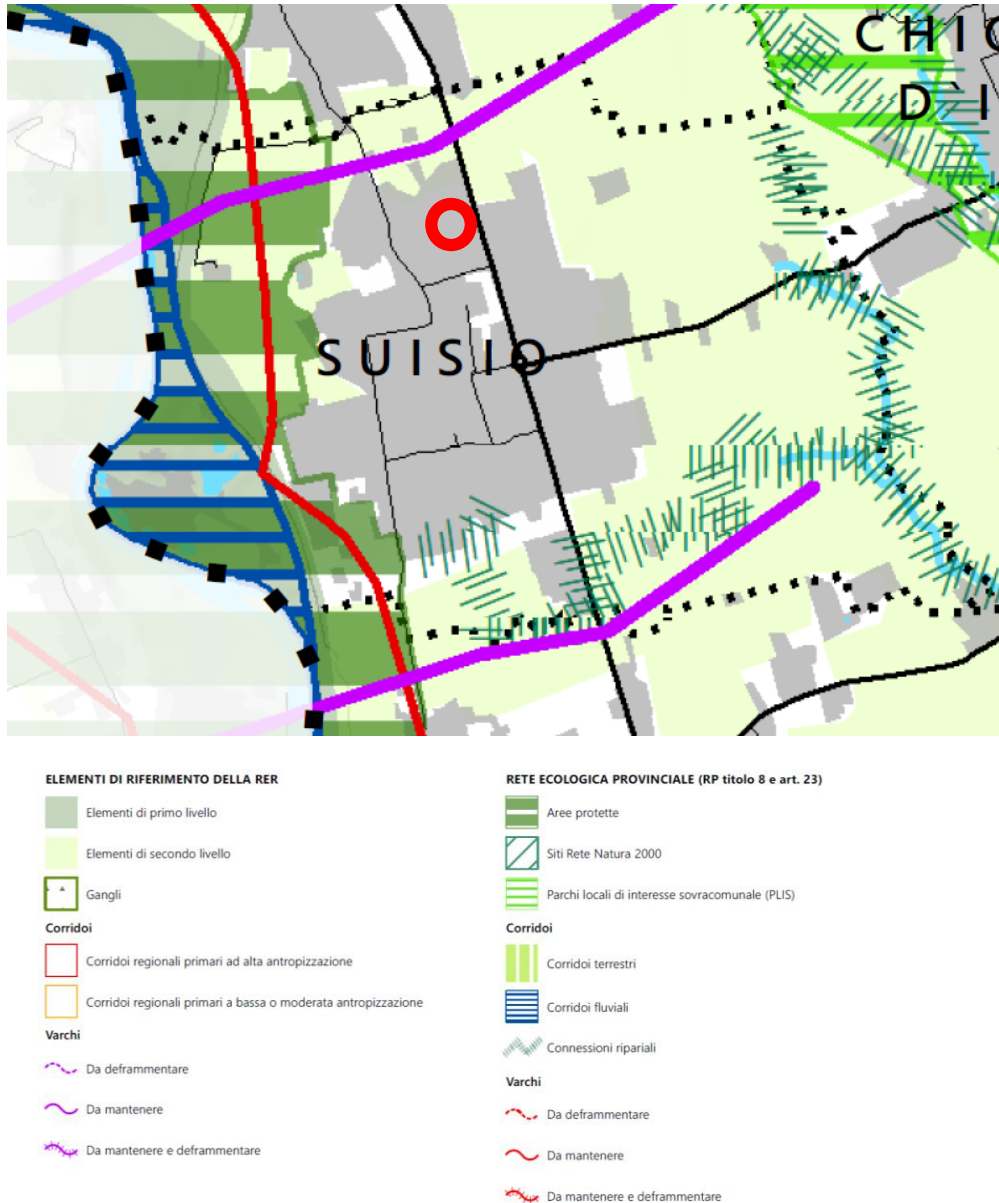 CHIG
D'I
SUISIO
ELEMENTI DI RIFERIMENTO DELLA RER
Elementi di primo livello
Elementi di secondo livello
Gangli
Corridoi
Corridoi regionali primari ad alta antropizzazione
Corridoi regionali primari a bassa o moderata antropizzazione
Varchi
Da deframmentare
Da mantenere
Da mantenere e deframmentare
RETE ECOLOGICA PROVINCIALE (RP titolo 8 e art. 23)
Aree protette
Siti Rete Natura 2000
Parchi locali di interesse sovracomunale (PLIS)
Corridoi
Corridoi terrestri
Corridoi fluviali
Connessioni ripariali
Varchi
Da deframmentare
Da mantenere
Da mantenere e deframmentare